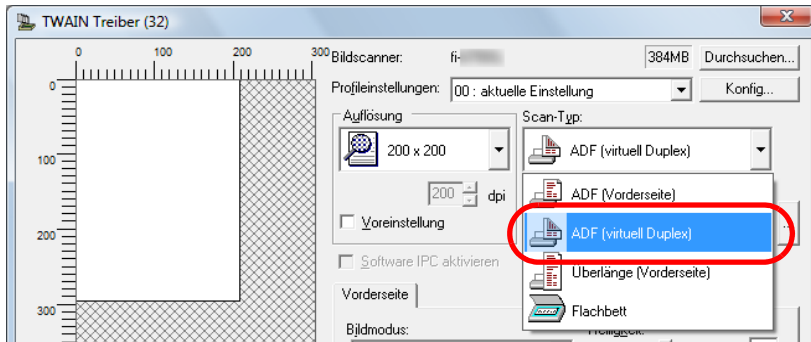 TWAIN Treiber (32)
0 100 200 300
Bildscanner: fi- 384MB Durchsuchen...
Profileinstellungen: 00 : aktuelle Einstellung Konfig...
0
Auflösung
Scan-Typ:
200 x 200
ADF (virtuell Duplex)
100
200 dpi
ADF (Vorderseite)
Voreinstellung
200
ADF (virtuell Duplex)
...
Software IPC aktivieren
Überlänge (Vorderseite)
Vorderseite
300
Flachbett
Bildmodus: